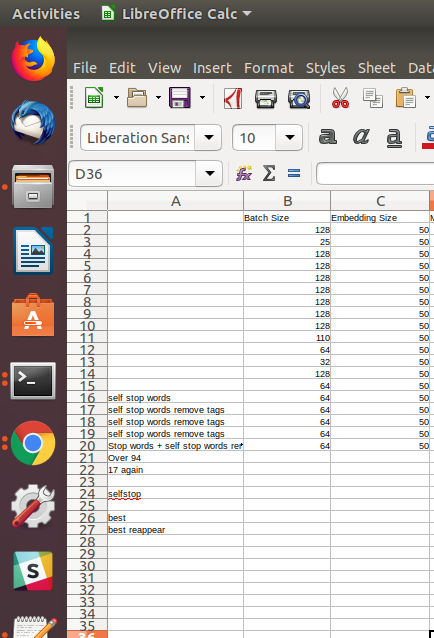 Activities LibreOffice Calc
File Edit View Insert Format Styles Sheet Data
Liberation Sans 10 a a a
D36 fx Σ =
A B C
1 Batch Size Embedding Size
2 128 50
3 25 50
4 128 50
5 128 50
6 128 50
7 128 50
8 128 50
9 128 50
10 128 50
11 110 50
12 64 50
13 32 50
14 128 50
15 64 50
16 self stop words 64 50
17 self stop words remove tags 64 50
18 self stop words remove tags 64 50
19 self stop words remove tags 64 50
20 Stop words + self stop words 64 50
21 Over 94
22 17 again
23
24 selfstop
25
26 best
27 best reappear
28
29
30
31
32
33
34
35
36